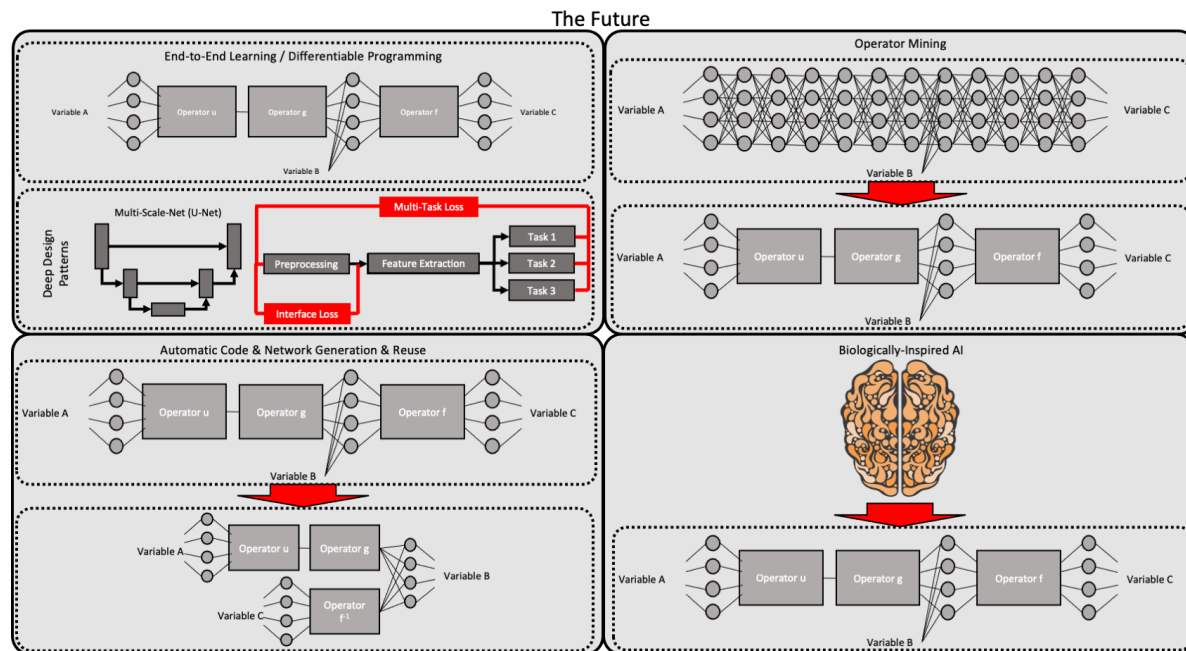 The Future
End-to-End Learning / Differentiable Programming
Variable A
Operator u
Operator g
Operator f
Variable C
Variable B
Deep Design
Patterns
Multi-Scale-Net (U-Net)
Multi-Task Loss
Preprocessing
Feature Extraction
Task 1
Task 2
Task 3
Interface Loss
Operator Mining
Variable A
Variable C
Variable B
Variable A
Operator u
Operator g
Operator f
Variable C
Variable B
Automatic Code & Network Generation & Reuse
Variable A
Operator u
Operator g
Operator f
Variable C
Variable B
Variable A
Operator u
Operator g
Variable B
Variable C
Operator
f-1
Biologically-Inspired AI
Variable A
Operator u
Operator g
Operator f
Variable C
Variable B